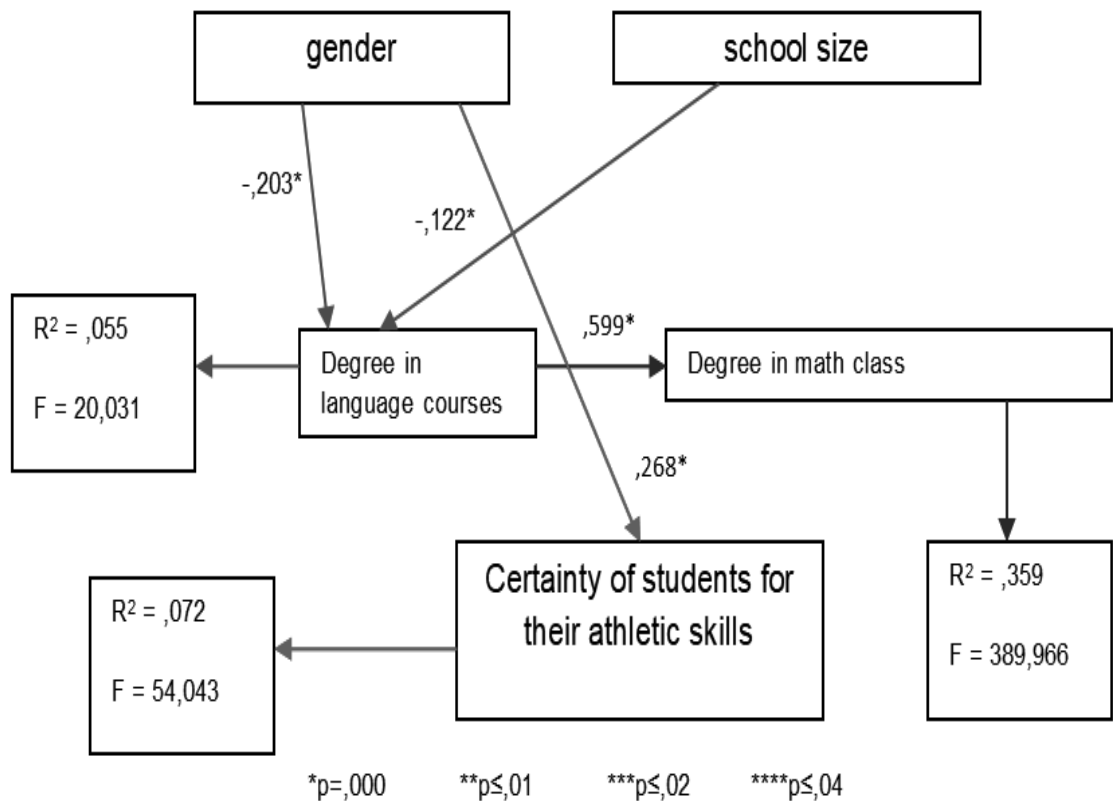 gender
school size
-,203*
-,122*
R² = ,055
F = 20,031
Degree in
language courses
,599*
Degree in math class
,268*
Certainty of students for
their athletic skills
R² = ,072
F = 54,043
R² = ,359
F = 389,966
*p=,000 **p≤,01 ***p≤,02 ****p≤,04